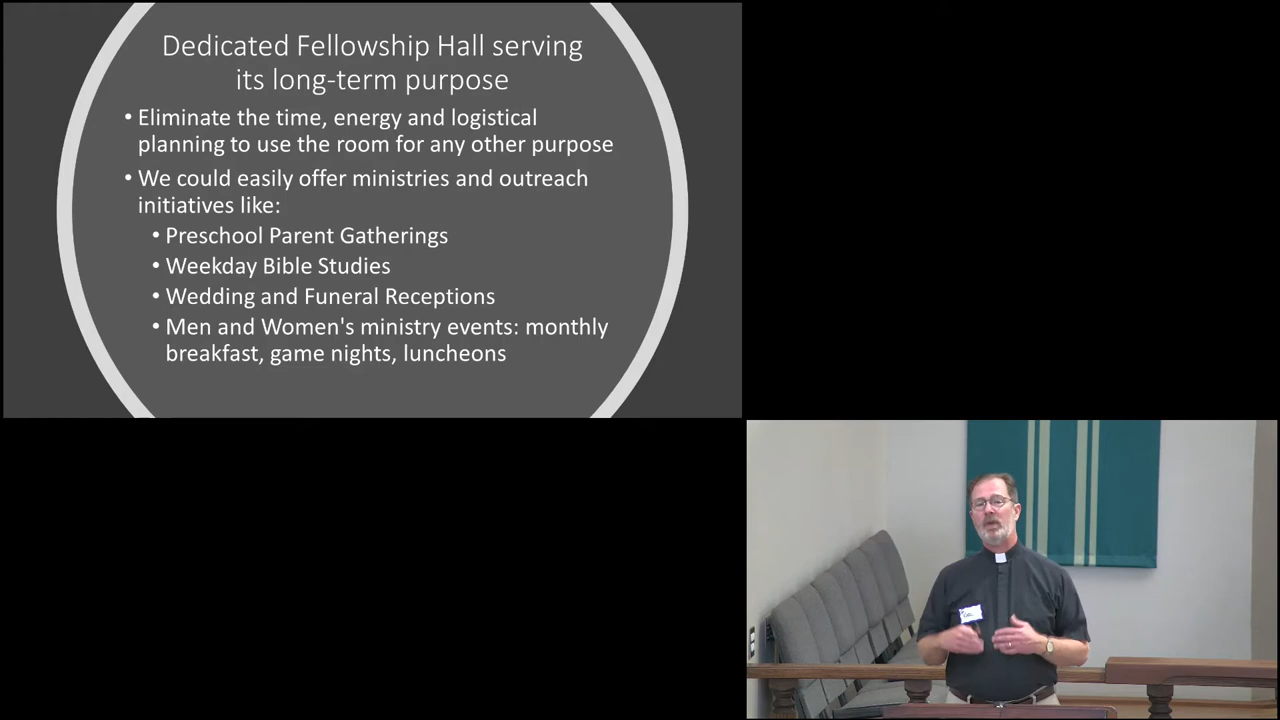 Dedicated Fellowship Hall serving
its long-term purpose
• Eliminate the time, energy and logistical
planning to use the room for any other purpose
• We could easily offer ministries and outreach
initiatives like:
• Preschool Parent Gatherings
• Weekday Bible Studies
• Wedding and Funeral Receptions
• Men and Women's ministry events: monthly
breakfast, game nights, luncheons